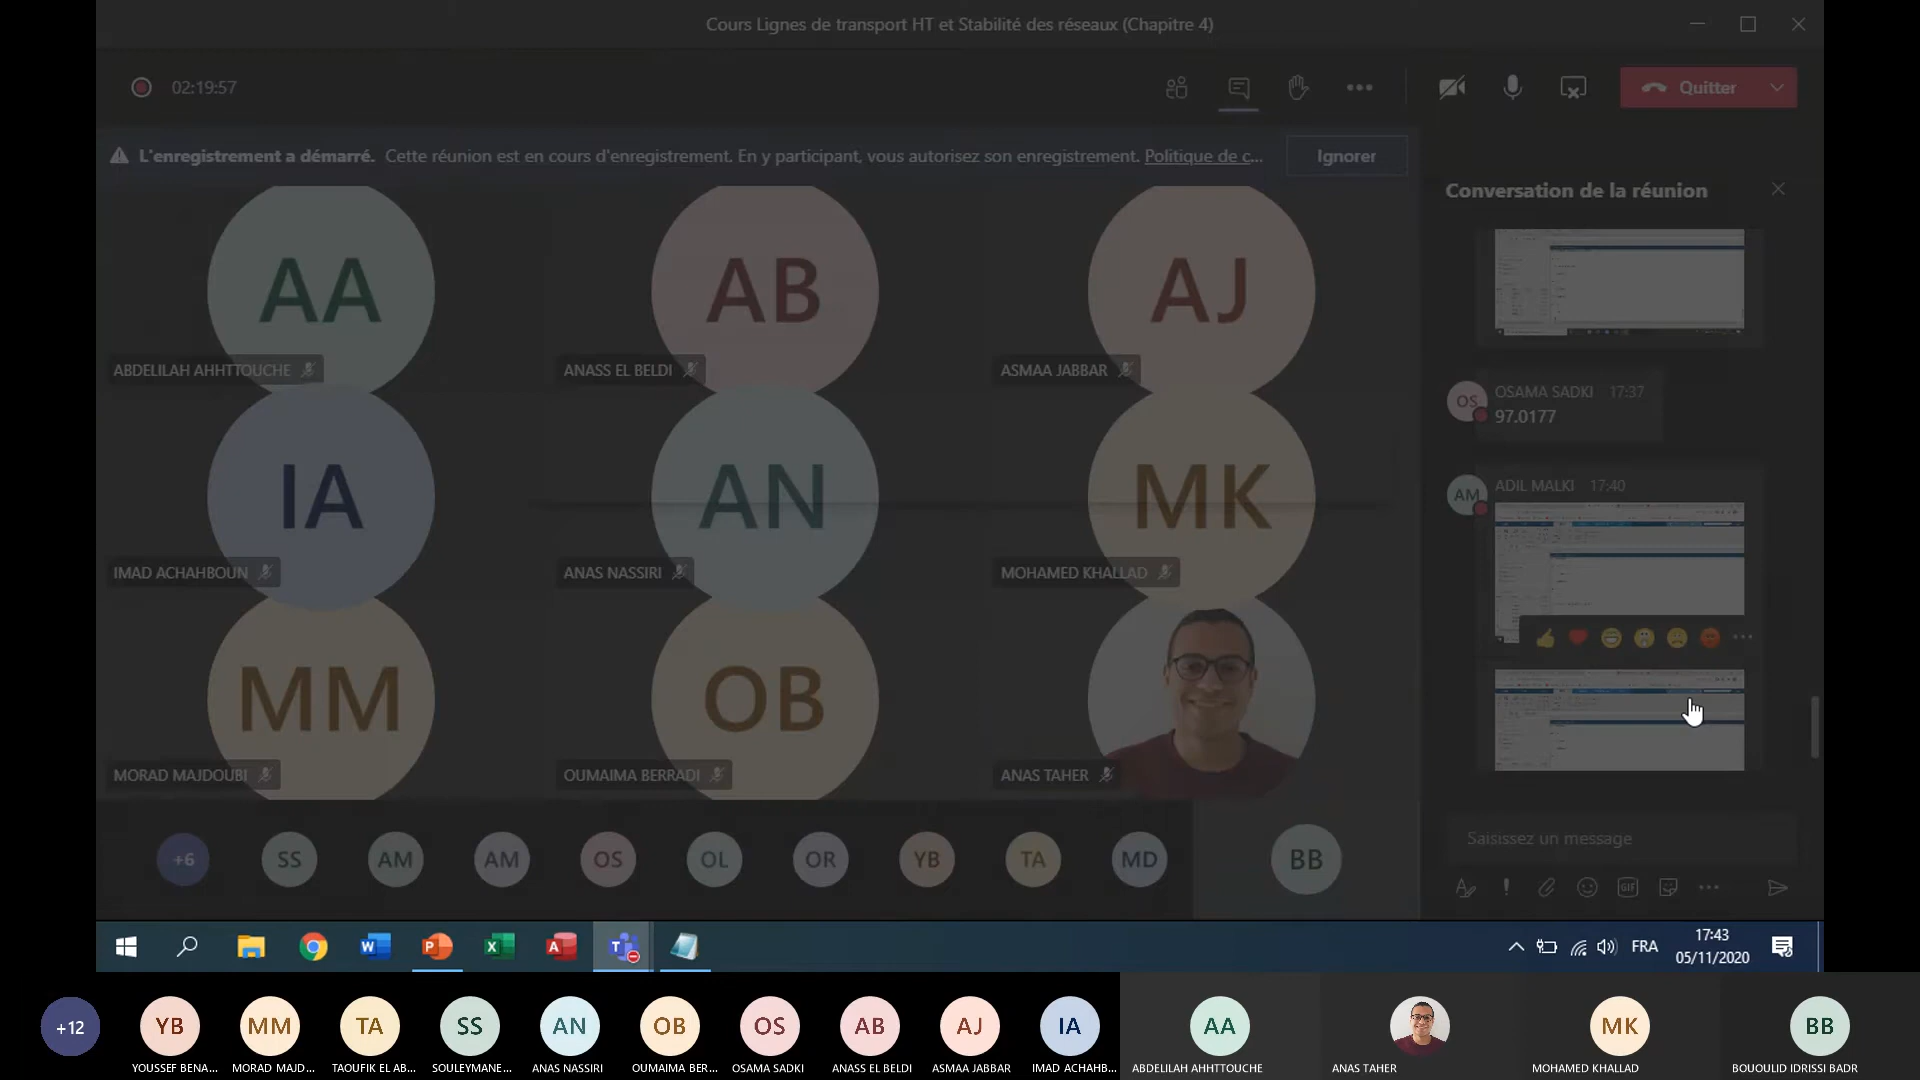 Cours Lignes de transport HT et Stabilité des réseaux (Chapitre 4)
02:19:57
Quitter
L'enregistrement a démarré. Cette réunion est en cours d'enregistrement. En y participant, vous autorisez son enregistrement. Politique de c...
Ignorer
Conversation de la réunion
AA
AB
AJ
ABDELILAH AHHTTOUCHE
ANASS EL BELDI
ASMAA JABBAR
OS
OSAMA SADKI 17:37
97.0177
IA
AN
MK
AM
ADIL MALKI 17:40
IMAD ACHAHBOUN
ANAS NASSIRI
MOHAMED KHALLAD
MM
OB
MORAD MAJDOUBI
OUMAIMA BERRADI
ANAS TAHER
+6
SS
AM
AM
OS
OL
OR
YB
TA
MD
BB
Saisissez un message
GIF
W
P
X
A
T
FRA
17:43
05/11/2020
+12
YB
MM
TA
SS
AN
OB
OS
AB
AJ
IA
AA
MK
BB
YOUSSEF BENA...
MORAD MAJD...
TAOUFIK EL AB...
SOULEYMANE...
ANAS NASSIRI
OUMAIMA BER...
OSAMA SADKI
ANASS EL BELDI
ASMAA JABBAR
IMAD ACHAHB...
ABDELILAH AHHTTOUCHE
ANAS TAHER
MOHAMED KHALLAD
BOUOULID IDRISSI BADR